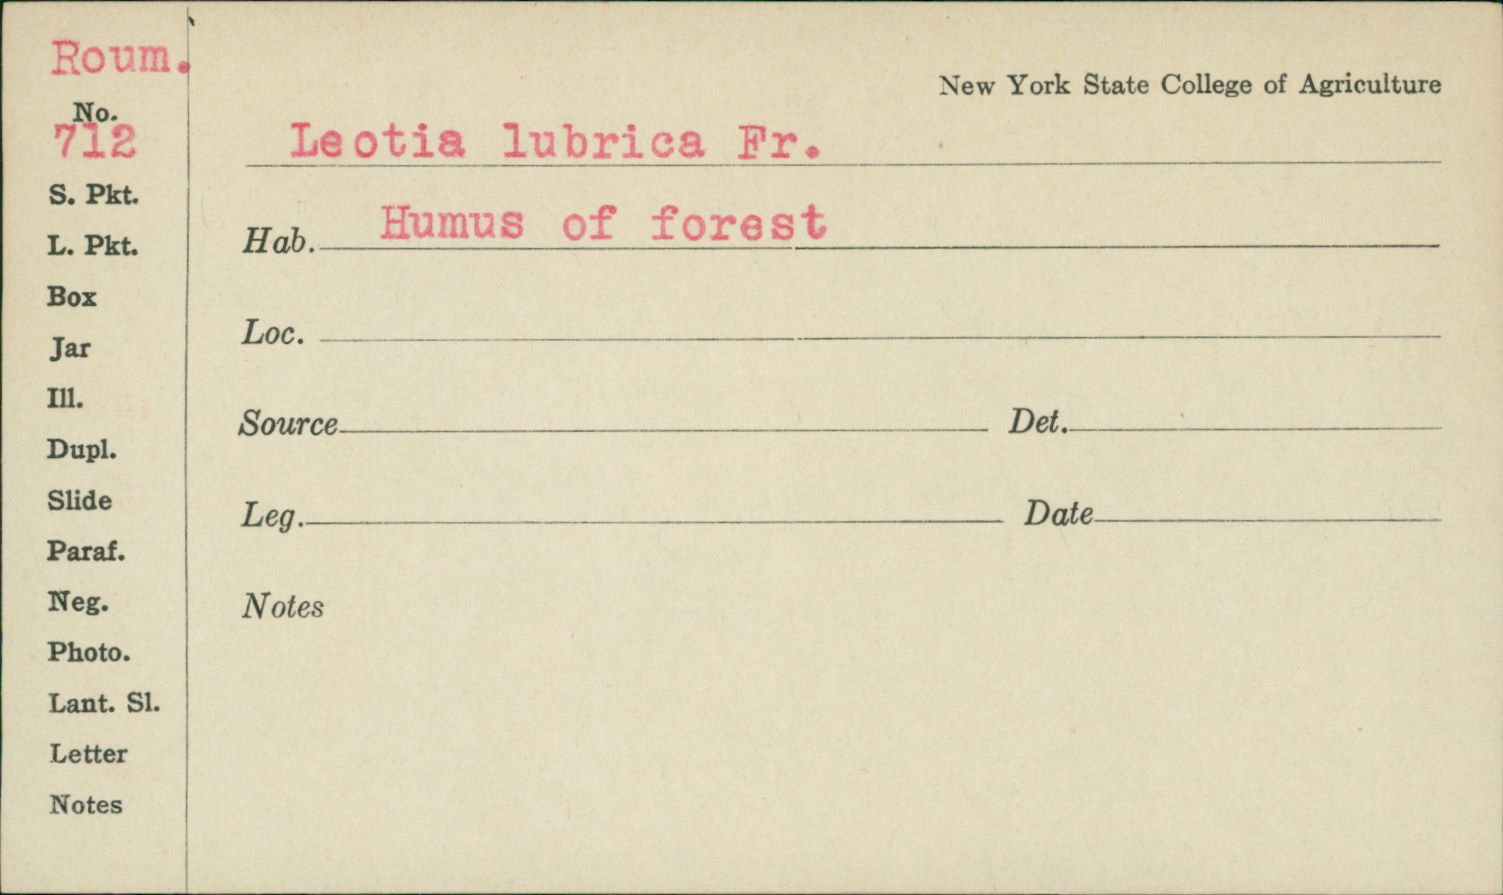 Roum.
New York State College of Agriculture
No.
712
Leotia lubrica Fr.
S. Pkt.
Hab. Humus of forest
L. Pkt.
Box
Loc.
Jar
Ill.
Source Det.
Dupl.
Slide
Leg. Date
Paraf.
Neg.
Notes
Photo.
Lant. Sl.
Letter
Notes